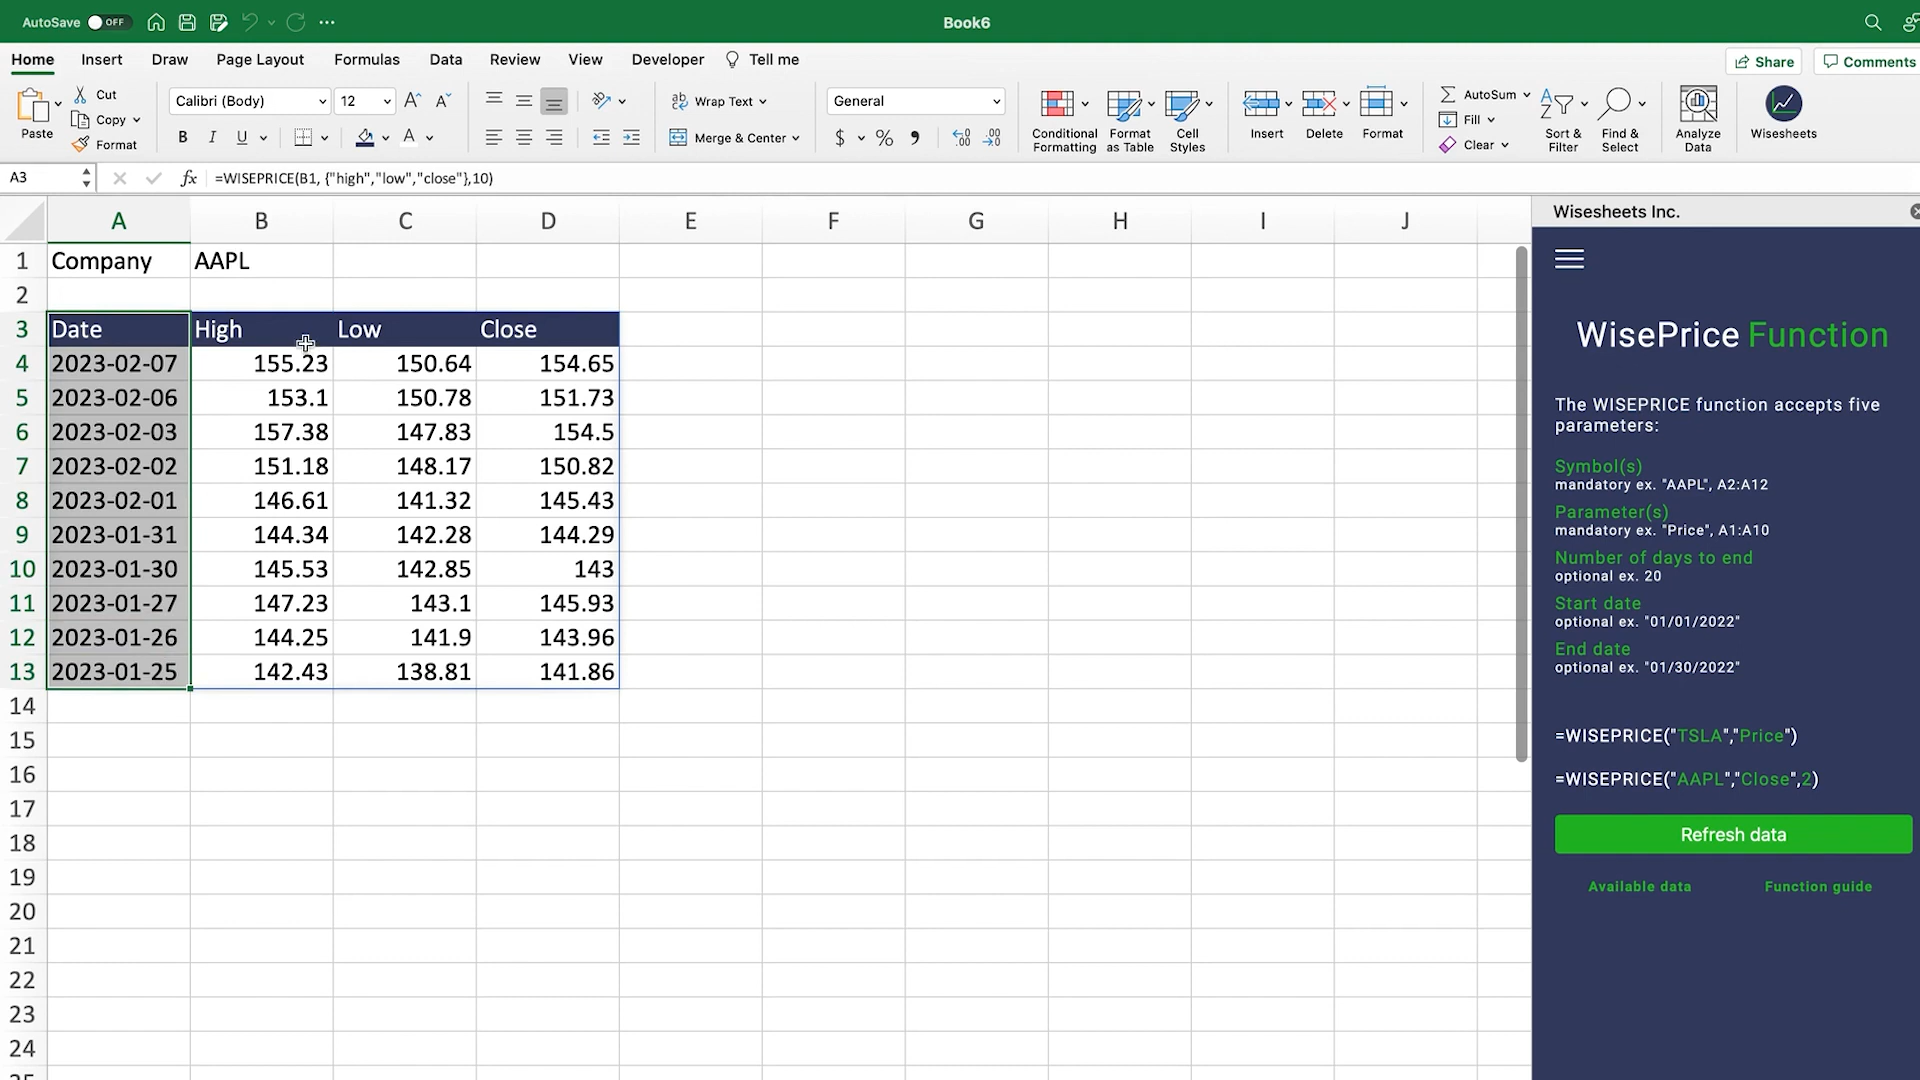 AutoSave OFF Book6
Home Insert Draw Page Layout Formulas Data Review View Developer Tell me Share Comments
Paste Cut Copy Format
Calibri (Body) 12
B I U
Wrap Text
Merge & Center
General
$ % ,
Conditional Formatting
Format as Table
Cell Styles
Insert Delete Format
AutoSum
Fill
Clear
Sort & Filter
Find & Select
Analyze Data
Wisesheets
A3 fx =WISEPRICE(B1, {"high","low","close"},10)
A B C D E F G H I J
1 Company AAPL
2
3 Date High Low Close
4 2023-02-07 155.23 150.64 154.65
5 2023-02-06 153.1 150.78 151.73
6 2023-02-03 157.38 147.83 154.5
7 2023-02-02 151.18 148.17 150.82
8 2023-02-01 146.61 141.32 145.43
9 2023-01-31 144.34 142.28 144.29
10 2023-01-30 145.53 142.85 143
11 2023-01-27 147.23 143.1 145.93
12 2023-01-26 144.25 141.9 143.96
13 2023-01-25 142.43 138.81 141.86
14
15
16
17
18
19
20
21
22
23
24
Wisesheets Inc.
WisePrice Function
The WISEPRICE function accepts five
parameters:
Symbol(s)
mandatory ex. "AAPL", A2:A12
Parameter(s)
mandatory ex. "Price", A1:A10
Number of days to end
optional ex. 20
Start date
optional ex. "01/01/2022"
End date
optional ex. "01/30/2022"
=WISEPRICE("TSLA","Price")
=WISEPRICE("AAPL","Close",2)
Refresh data
Available data Function guide